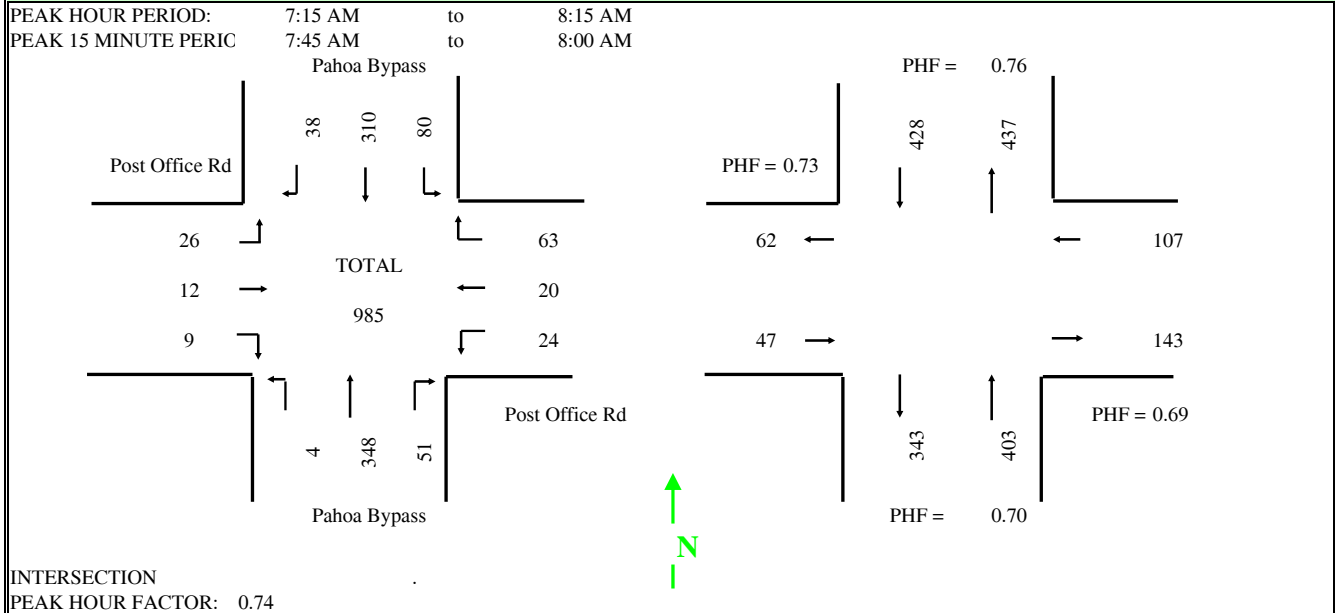 PEAK HOUR PERIOD: 7:15 AM to 8:15 AM
PEAK 15 MINUTE PERIO 7:45 AM to 8:00 AM
Pahoa Bypass
PHF = 0.76
38 310 80
428 437
Post Office Rd
PHF = 0.73
26
63
62
107
TOTAL
12
20
985
9
24
47
143
Post Office Rd
PHF = 0.69
4 348 51
343 403
Pahoa Bypass
PHF = 0.70
N
INTERSECTION .
PEAK HOUR FACTOR: 0.74